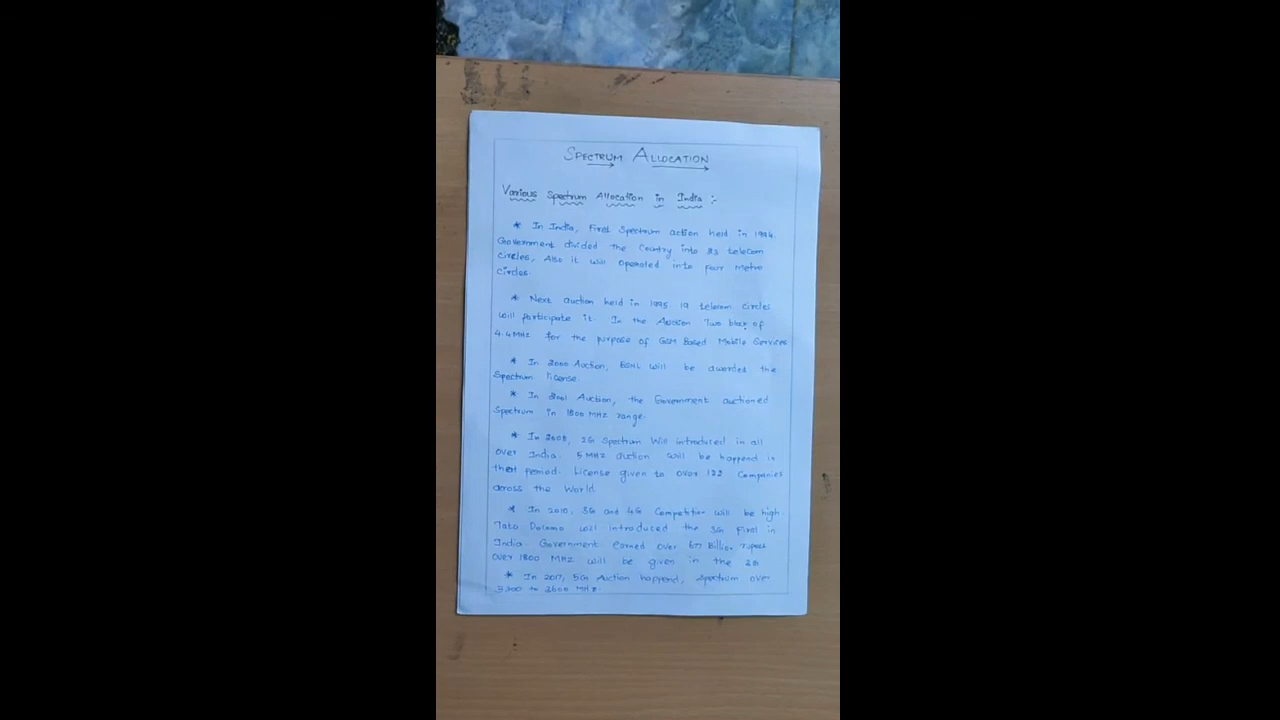 SPECTRUM ALLOCATION
Various Spectrum Allocation in India :-
* In India, First Spectrum action held in 1994.
Government divided the Country into 23 telecom
circles, Also it will operated into four Metro
circles.
* Next auction held in 1995. 19 telecom circles
will participate it. In the Auction Two blocks of
4.4 MHz for the purpose of GSM Based Mobile Services
* In 2000 Auction, BSNL will be awarded the
Spectrum license.
* In 2001 Auction, the Government auctioned
Spectrum in 1800 MHz range.
* In 2008, 2G Spectrum Will introduced in all
over India. 5 MHz auction will be happend in
that period. License given to over 122 Companies
across the World.
* In 2010, 3G and 4G Competition will be high.
Tata Docomo will introduced the 3G First in
India. Government earned over 677 Billion rupees
over 1800 MHz will be given in the 3G
* In 2017, 5G Auction happend, Spectrum over
3300 to 3600 MHz.